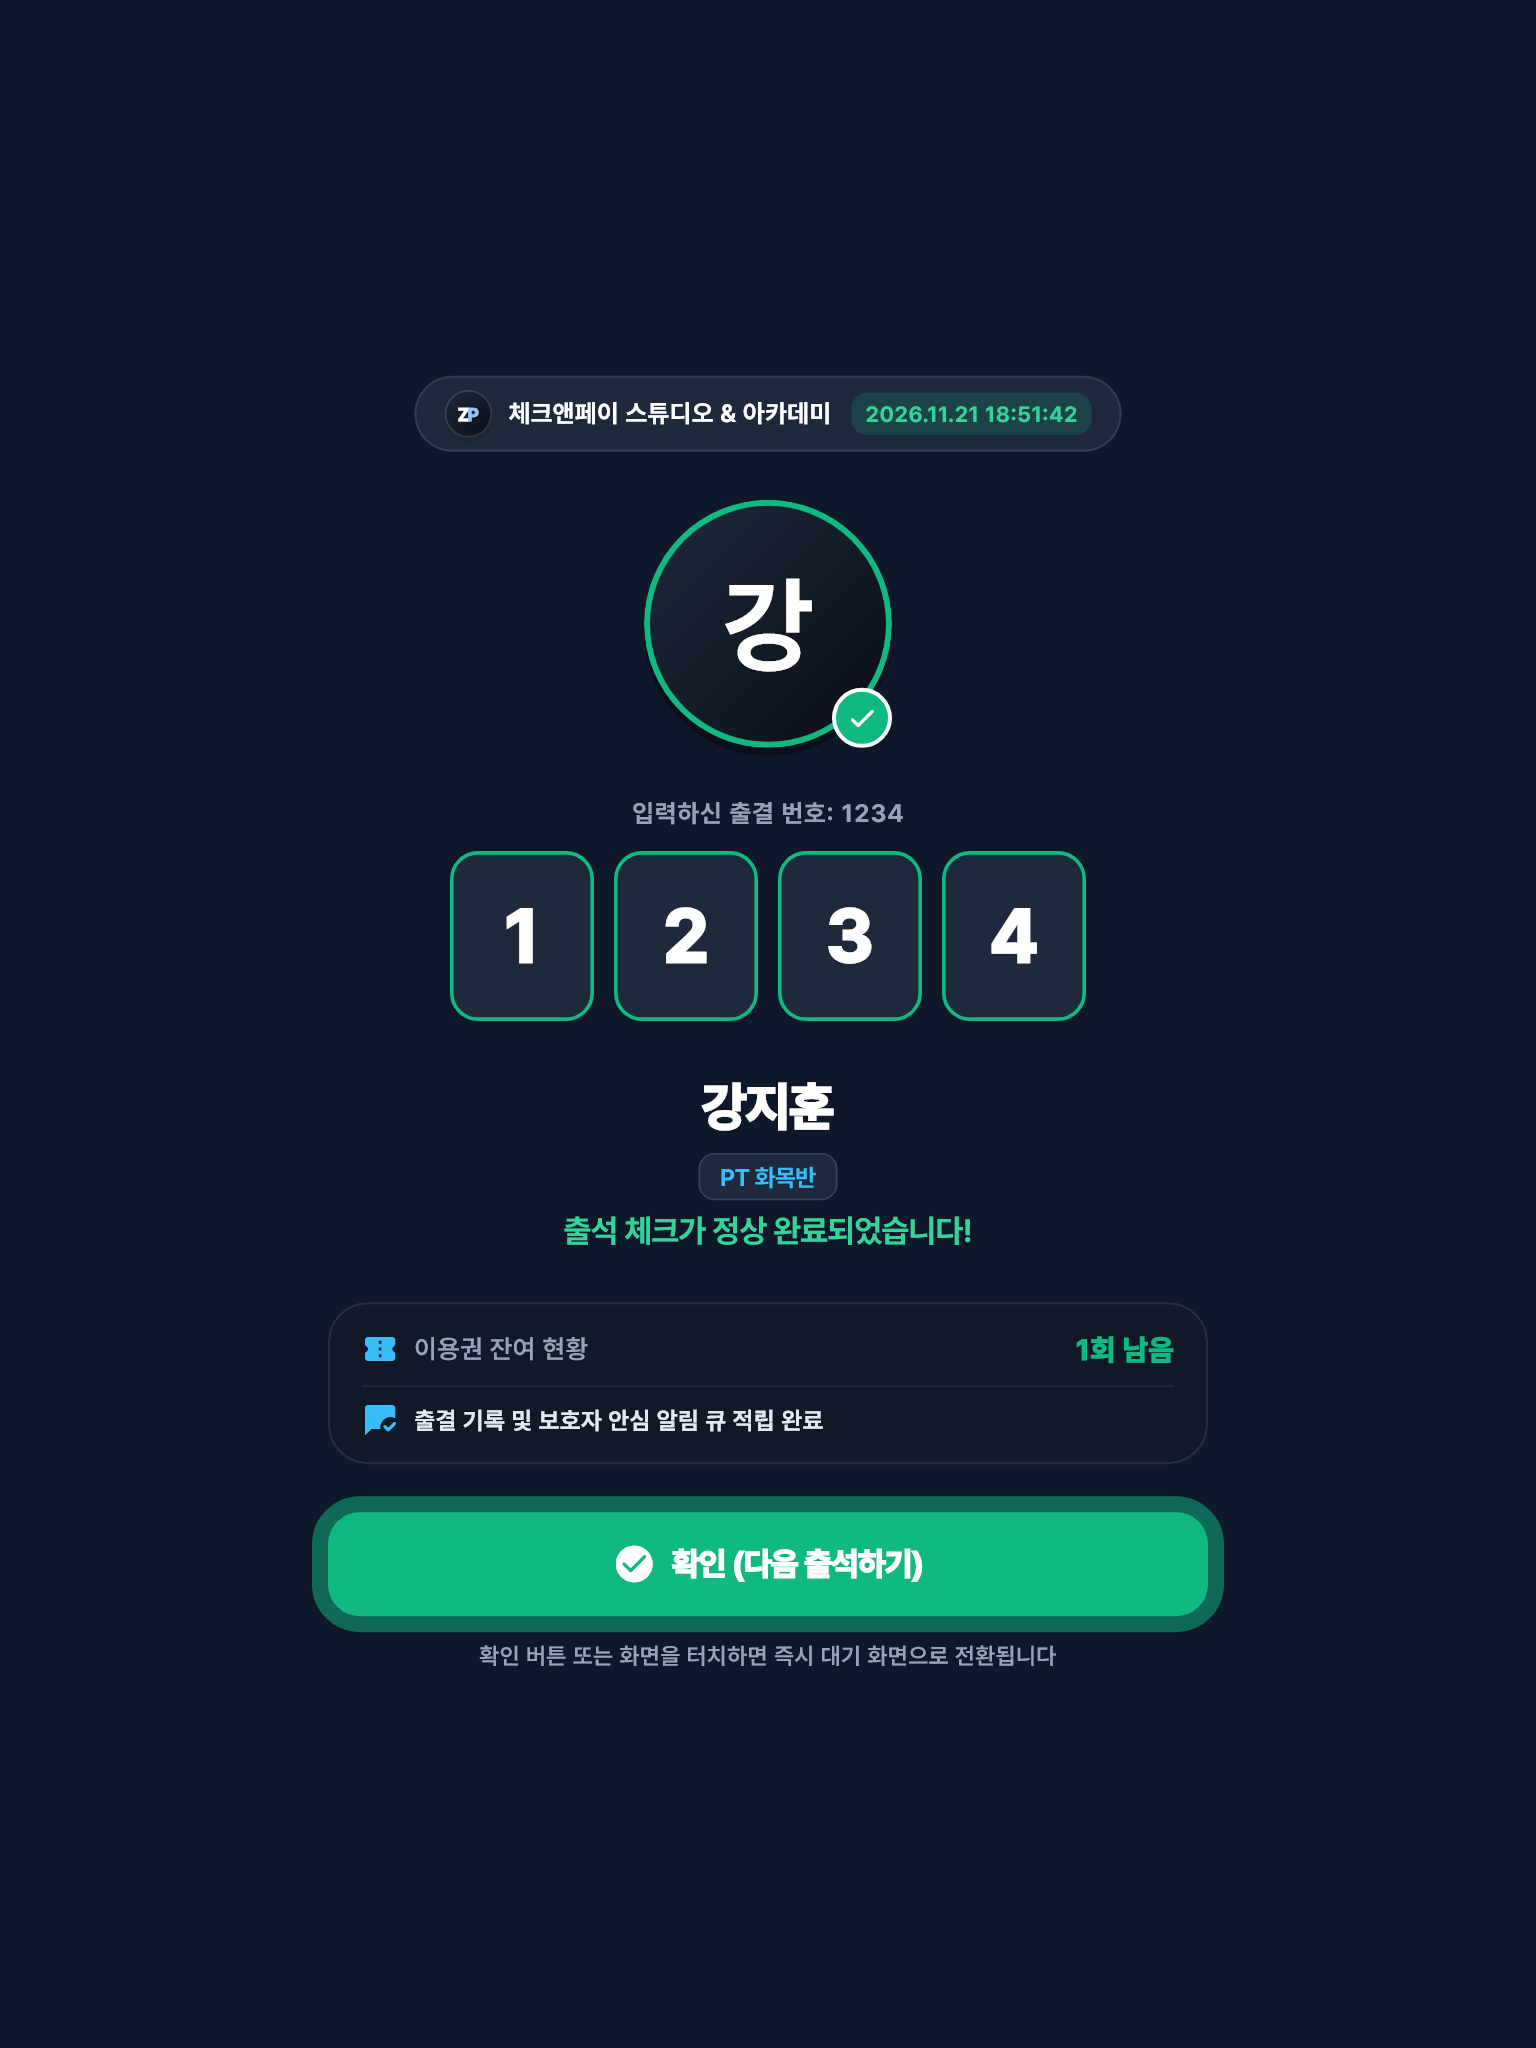 ZP 체크앤페이 스튜디오 & 아카데미 2026.11.21 18:51:42
강
입력하신 출결 번호: 1234
1 2 3 4
강지훈
PT 화목반
출석 체크가 정상 완료되었습니다!
이용권 잔여 현황 1회 남음
출결 기록 및 보호자 안심 알림 큐 적립 완료
확인 (다음 출석하기)
확인 버튼 또는 화면을 터치하면 즉시 대기 화면으로 전환됩니다